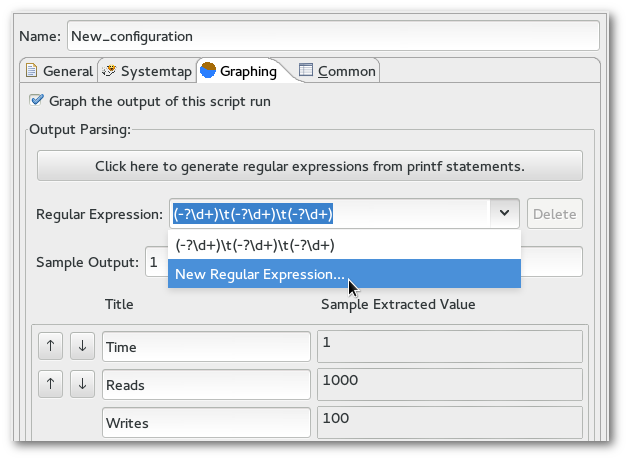 Name: New_configuration
General Systemtap Graphing Common
Graph the output of this script run
Output Parsing:
Click here to generate regular expressions from printf statements.
Regular Expression: (-?\d+)\t(-?\d+)\t(-?\d+) Delete
(-?\d+)\t(-?\d+)\t(-?\d+)
Sample Output: 1
New Regular Expression...
Title Sample Extracted Value
↑ ↓ Time 1
↑ ↓ Reads 1000
Writes 100